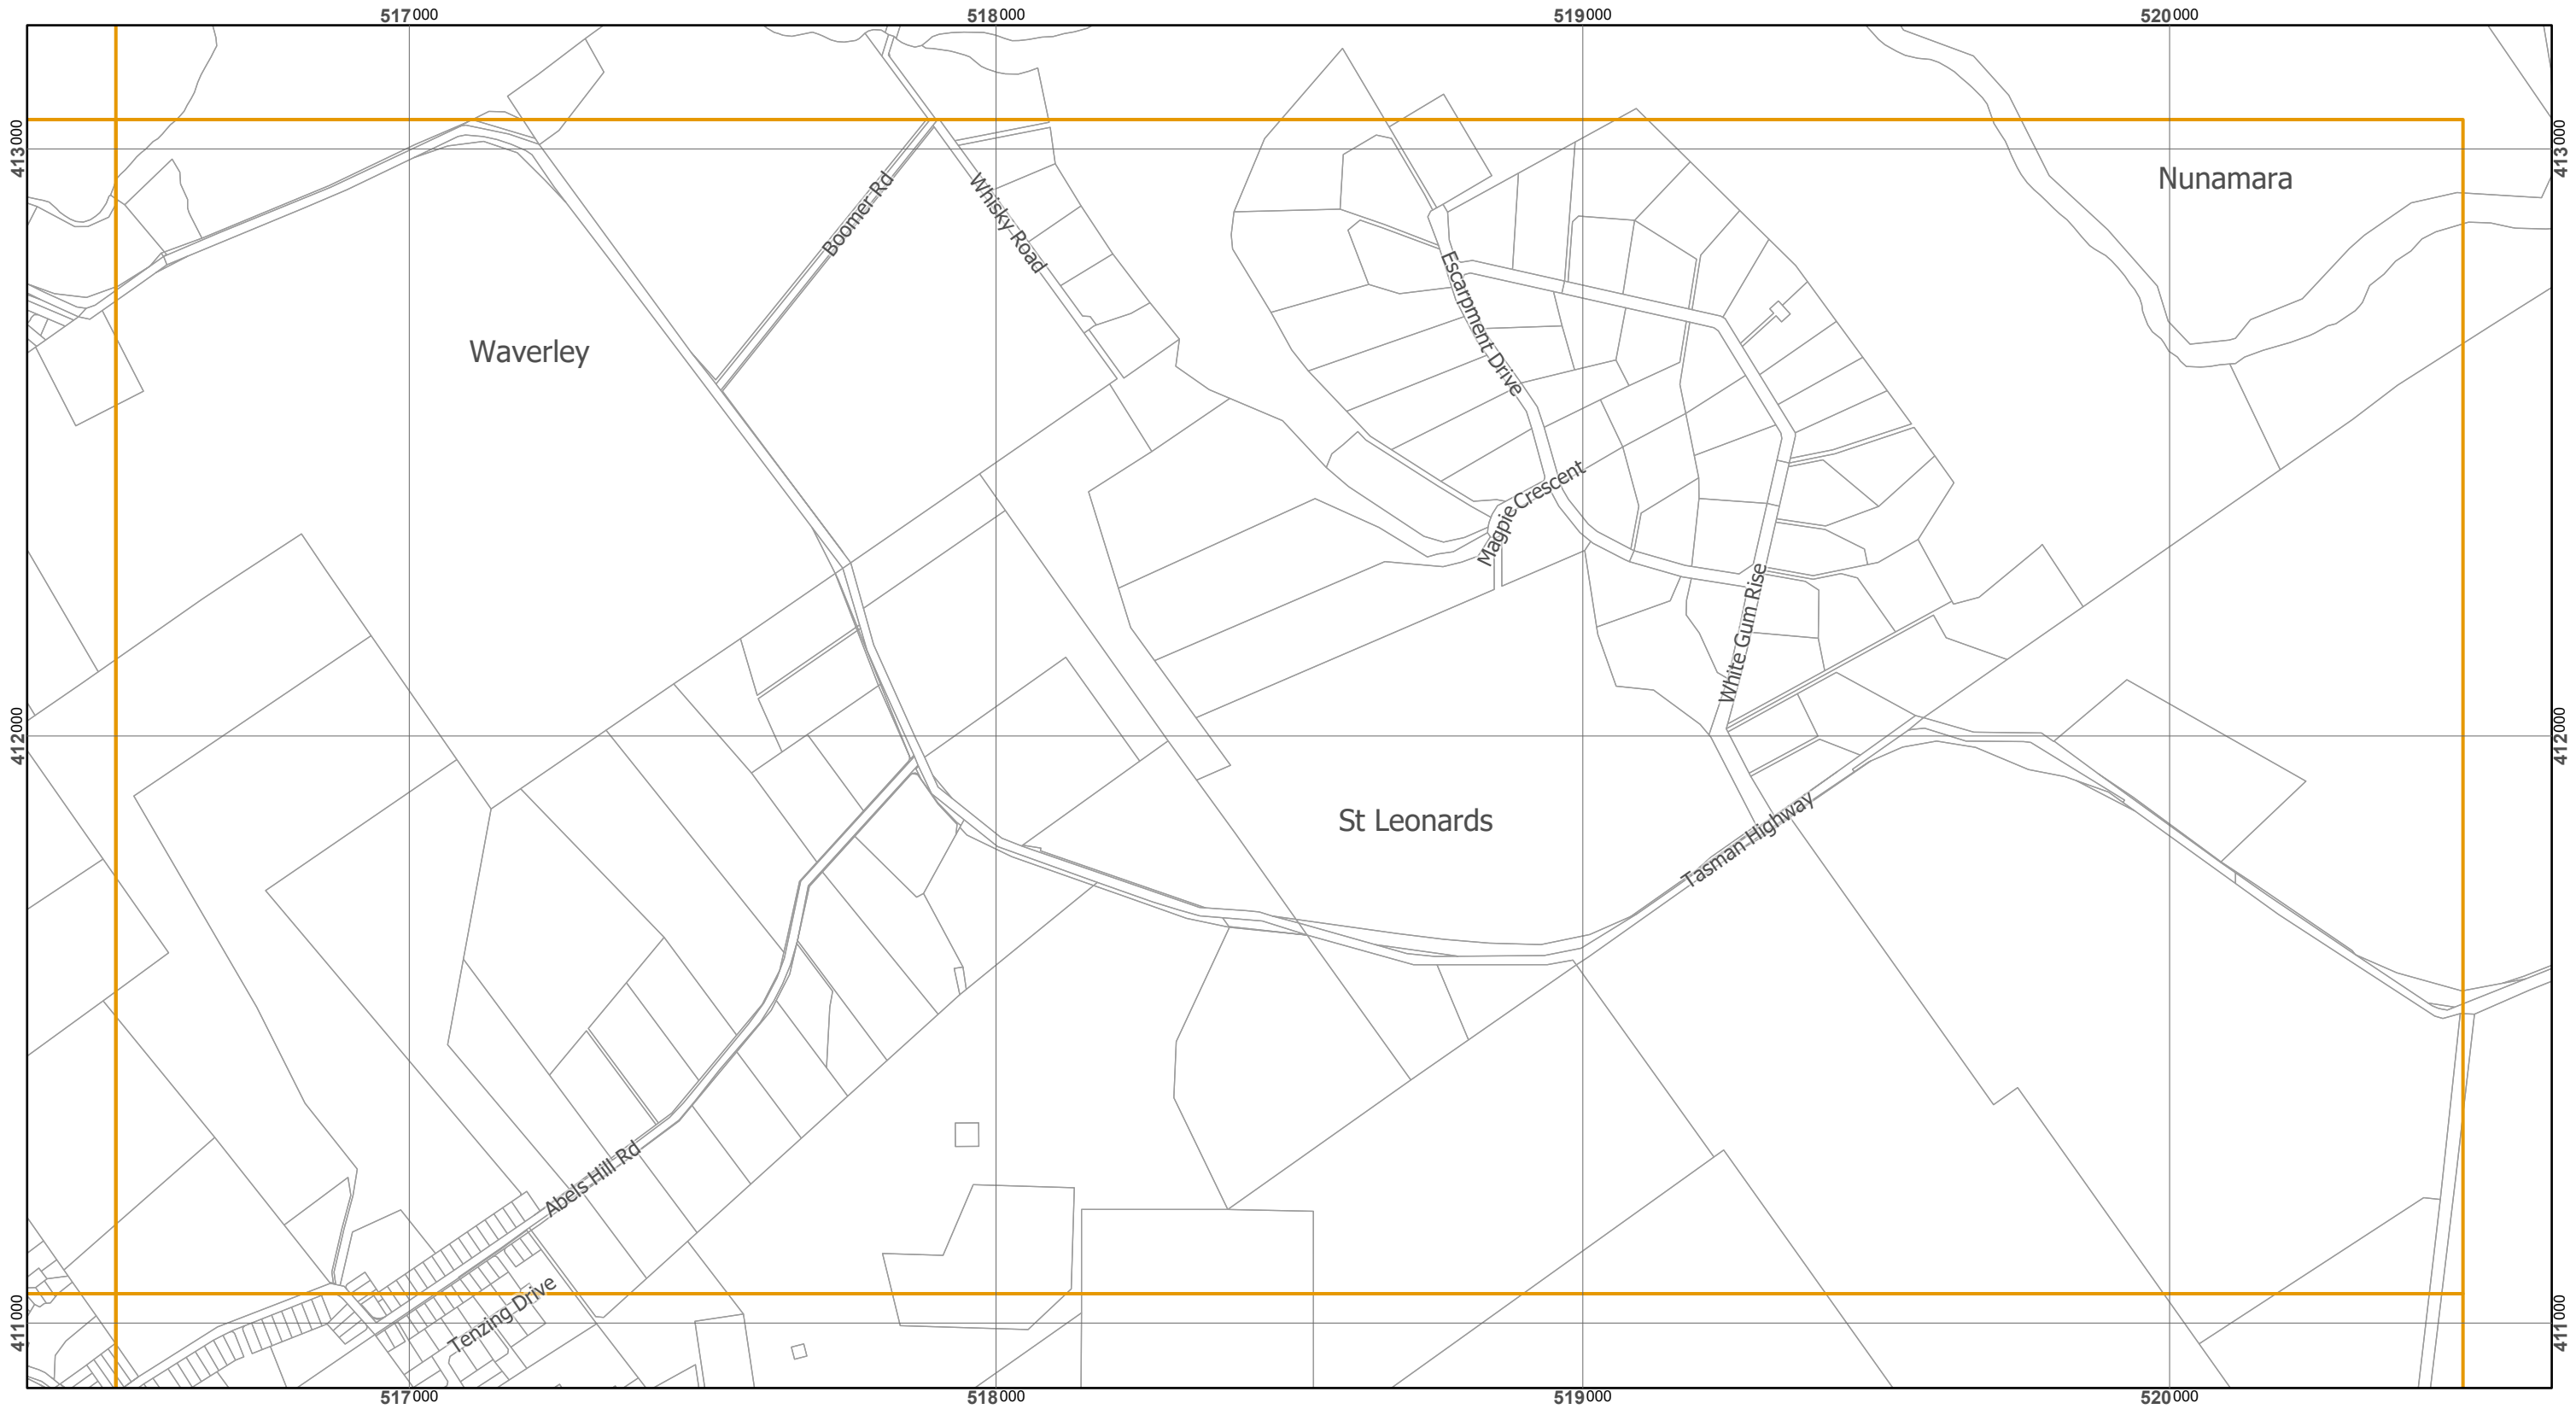 517000 518000 519000 520000
413000 413000
Nunamara
Boomer Rd
Whisky Road
Escarpment Drive
Waverley
Magpie Crescent
White Gum Rise
412000 412000
St Leonards
Tasman Highway
Abels Hill Rd
Tenzing Drive
411000 411000
517000 518000 519000 520000